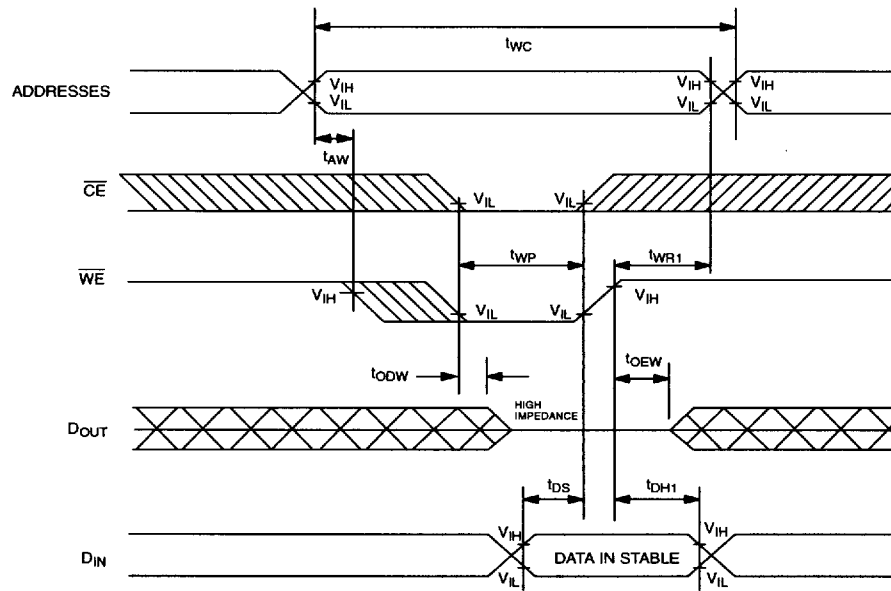 tWC
ADDRESSES
VIH
VIL
VIH
VIL
VIH
VIL
tAW
CE
VIL
VIL
tWP
tWR1
WE
VIH
VIL
VIL
VIH
tODW
tOEW
HIGH
IMPEDANCE
DOUT
tDS
tDH1
VIH
VIH
DIN
DATA IN STABLE
VIL
VIL